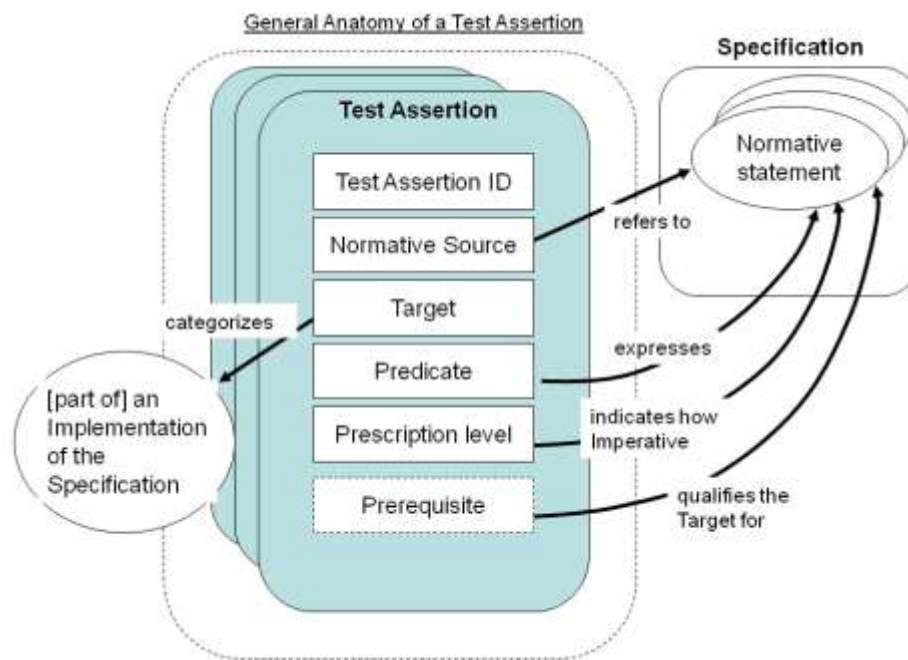 General Anatomy of a Test Assertion
Specification
Test Assertion
Normative
statement
Test Assertion ID
refers to
Normative Source
categorizes
Target
expresses
Predicate
[part of] an
Implementation
of the
Specification
indicates how
Imperative
Prescription level
qualifies the
Target for
Prerequisite